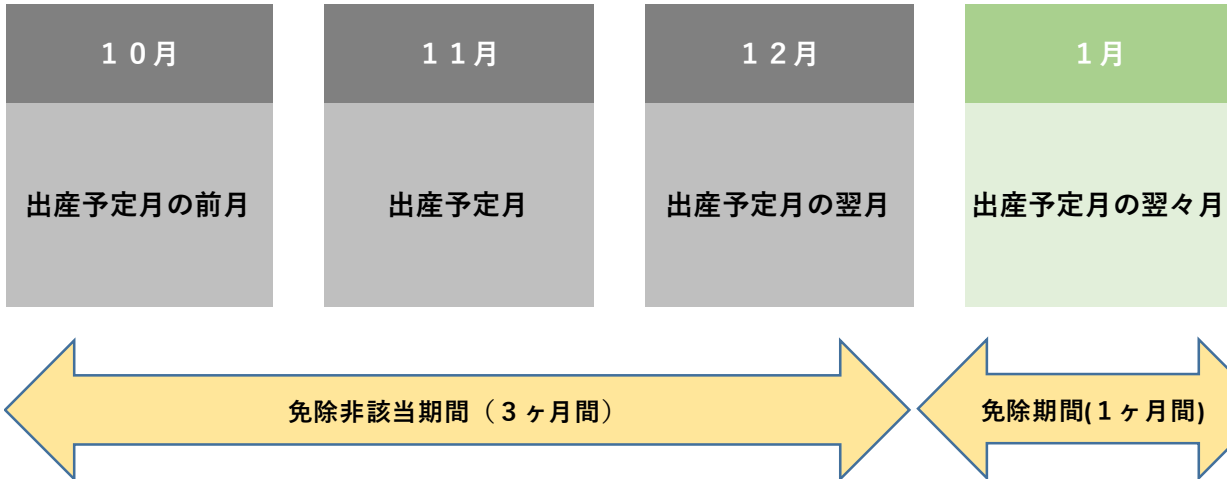 １０月
１１月
１２月
１月
出産予定月の前月
出産予定月
出産予定月の翌月
出産予定月の翌々月
免除非該当期間（３ヶ月間）
免除期間(１ヶ月間)